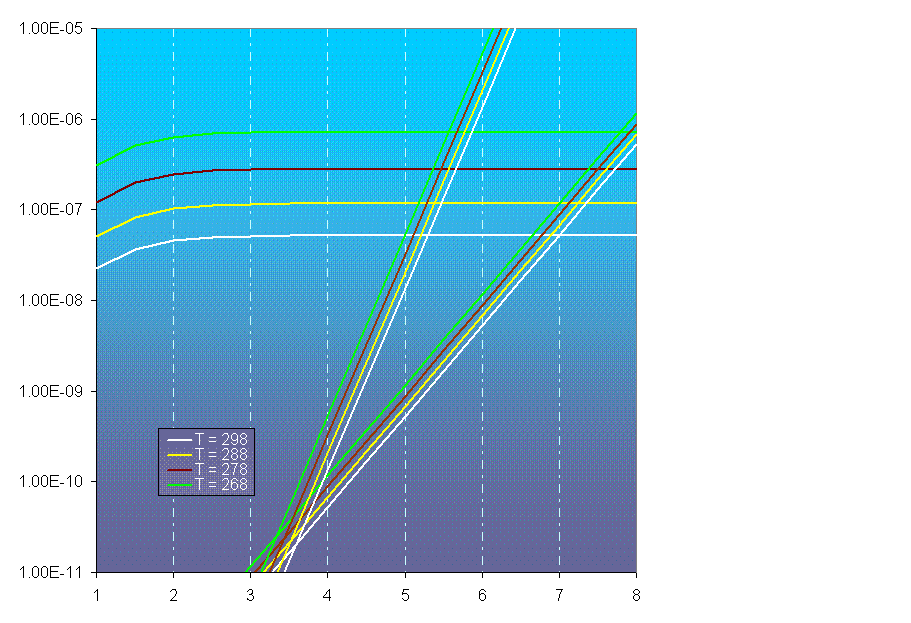 1.00E-05
1.00E-06
1.00E-07
1.00E-08
1.00E-09
1.00E-10
1.00E-11
T = 298
T = 288
T = 278
T = 268
1 2 3 4 5 6 7 8